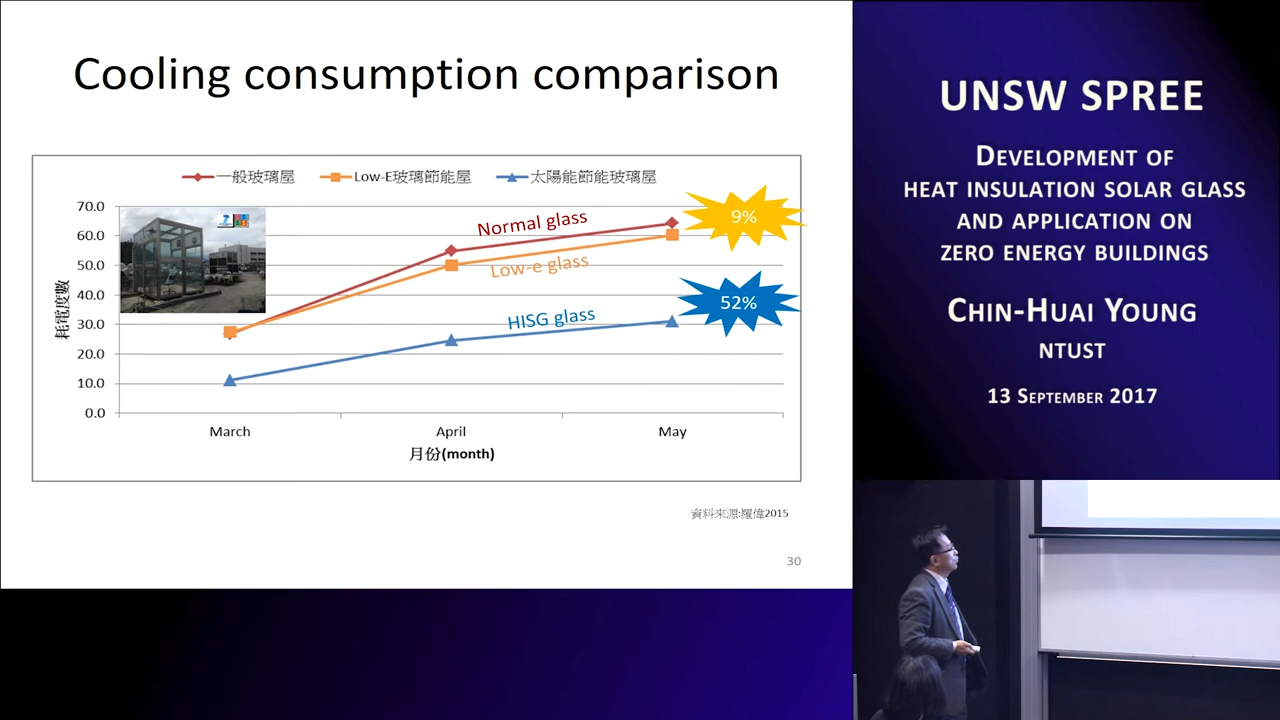 Cooling consumption comparison
一般玻璃屋
Low-E玻璃節能屋
太陽能節能玻璃屋
70.0
60.0
50.0
40.0
30.0
20.0
10.0
0.0
耗電度數
Normal glass
Low-e glass
HISG glass
9%
52%
March
April
May
月份(month)
資料來源:羅偉2015
30
UNSW SPREE
DEVELOPMENT OF
HEAT INSULATION SOLAR GLASS
AND APPLICATION ON
ZERO ENERGY BUILDINGS
CHIN-HUAI YOUNG
NTUST
13 SEPTEMBER 2017